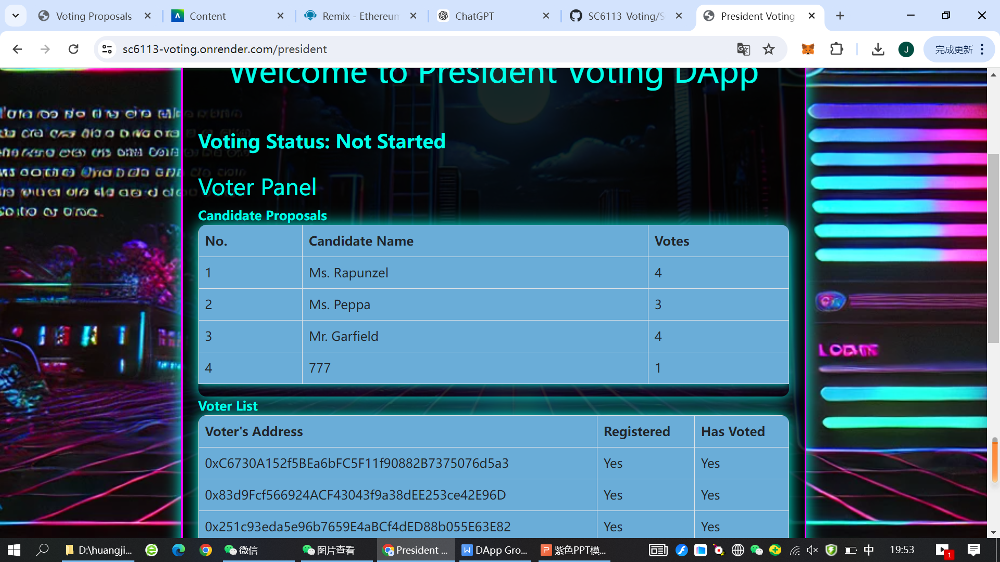 Voting Proposals
Content
Remix - Ethereum
ChatGPT
SC6113 Voting/S
President Voting
sc6113-voting.onrender.com/president
J
完成更新
Welcome to President Voting DApp
Voting Status: Not Started
Voter Panel
Candidate Proposals
No. Candidate Name Votes
1 Ms. Rapunzel 4
2 Ms. Peppa 3
3 Mr. Garfield 4
4 777 1
Voter List
Voter's Address Registered Has Voted
0xC6730A152f5BEa6bFC5F11f90882B7375076d5a3 Yes Yes
0x83d9Fcf566924ACF43043f9a38dEE253ce42E96D Yes Yes
0x251c93eda5e96b7659E4aBCf4dED88b055E63E82 Yes Yes
D:\huangji...
微信
图片查看
President ...
DApp Gro...
紫色PPT模...
中
19:53
1